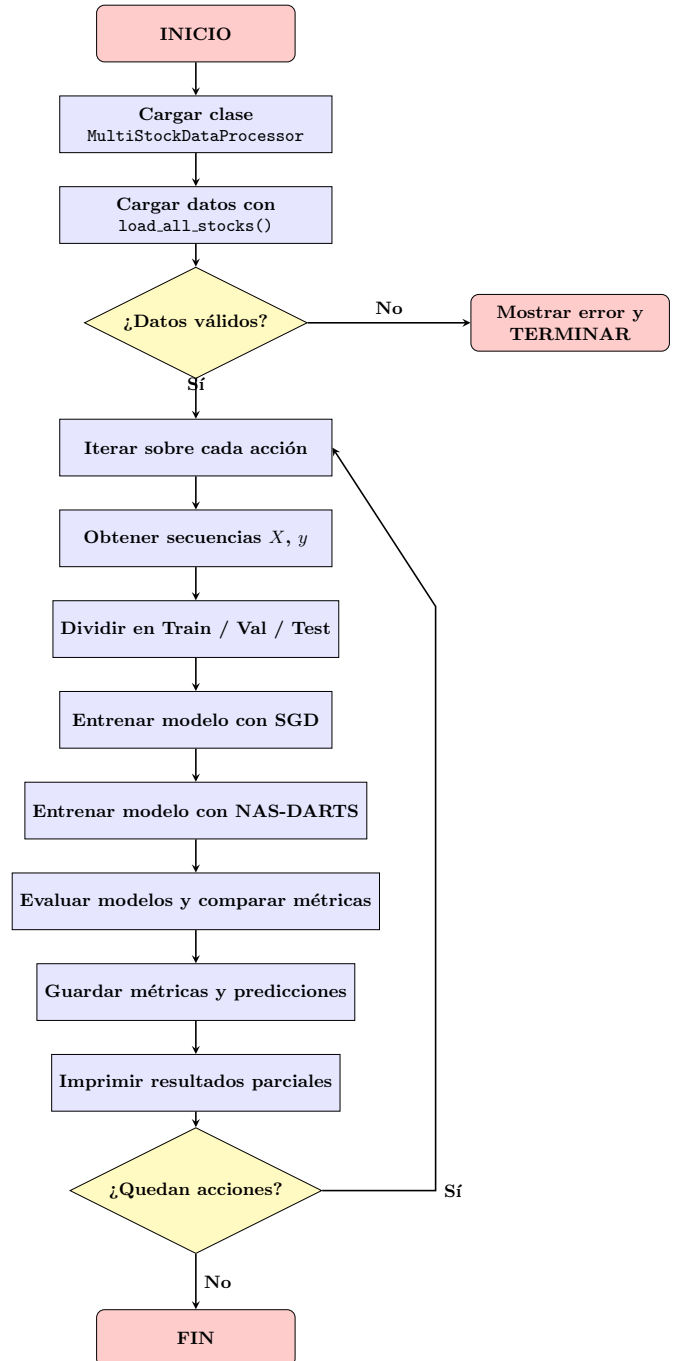 INICIO
Cargar clase
MultiStockDataProcessor
Cargar datos con
load_all_stocks()
¿Datos válidos?
No
Mostrar error y
TERMINAR
Sí
Iterar sobre cada acción
Obtener secuencias X, y
Dividir en Train / Val / Test
Entrenar modelo con SGD
Entrenar modelo con NAS-DARTS
Evaluar modelos y comparar métricas
Guardar métricas y predicciones
Imprimir resultados parciales
¿Quedan acciones?
Sí
No
FIN